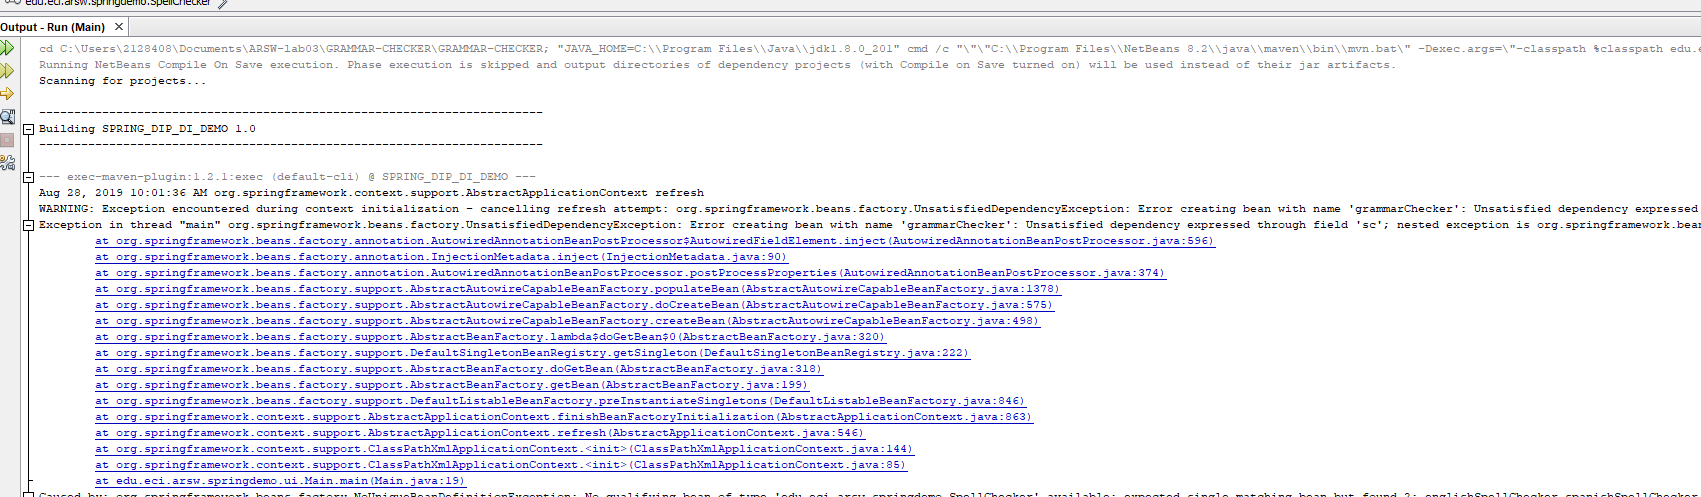 edu.eci.arsw.springdemo.SpellChecker
Output - Run (Main)
cd C:\Users\2128408\Documents\ARSW-lab03\GRAMMAR-CHECKER\GRAMMAR-CHECKER; "JAVA_HOME=C:\\Program Files\\Java\\jdk1.8.0_201" cmd /c "\"\"C:\\Program Files\\NetBeans 8.2\\java\\maven\\bin\\mvn.bat\" -Dexec.args=\"-classpath %classpath edu.e
Running NetBeans Compile On Save execution. Phase execution is skipped and output directories of dependency projects (with Compile on Save turned on) will be used instead of their jar artifacts.
Scanning for projects...
------------------------------------------------------------------------
Building SPRING_DIP_DI_DEMO 1.0
------------------------------------------------------------------------
--- exec-maven-plugin:1.2.1:exec (default-cli) @ SPRING_DIP_DI_DEMO ---
Aug 28, 2019 10:01:36 AM org.springframework.context.support.AbstractApplicationContext refresh
WARNING: Exception encountered during context initialization - cancelling refresh attempt: org.springframework.beans.factory.UnsatisfiedDependencyException: Error creating bean with name 'grammarChecker': Unsatisfied dependency expressed
Exception in thread "main" org.springframework.beans.factory.UnsatisfiedDependencyException: Error creating bean with name 'grammarChecker': Unsatisfied dependency expressed through field 'sc'; nested exception is org.springframework.bean
at org.springframework.beans.factory.annotation.AutowiredAnnotationBeanPostProcessor$AutowiredFieldElement.inject(AutowiredAnnotationBeanPostProcessor.java:596)
at org.springframework.beans.factory.annotation.InjectionMetadata.inject(InjectionMetadata.java:90)
at org.springframework.beans.factory.annotation.AutowiredAnnotationBeanPostProcessor.postProcessProperties(AutowiredAnnotationBeanPostProcessor.java:374)
at org.springframework.beans.factory.support.AbstractAutowireCapableBeanFactory.populateBean(AbstractAutowireCapableBeanFactory.java:1378)
at org.springframework.beans.factory.support.AbstractAutowireCapableBeanFactory.doCreateBean(AbstractAutowireCapableBeanFactory.java:575)
at org.springframework.beans.factory.support.AbstractAutowireCapableBeanFactory.createBean(AbstractAutowireCapableBeanFactory.java:498)
at org.springframework.beans.factory.support.AbstractBeanFactory.lambda$doGetBean$0(AbstractBeanFactory.java:320)
at org.springframework.beans.factory.support.DefaultSingletonBeanRegistry.getSingleton(DefaultSingletonBeanRegistry.java:222)
at org.springframework.beans.factory.support.AbstractBeanFactory.doGetBean(AbstractBeanFactory.java:318)
at org.springframework.beans.factory.support.AbstractBeanFactory.getBean(AbstractBeanFactory.java:199)
at org.springframework.beans.factory.support.DefaultListableBeanFactory.preInstantiateSingletons(DefaultListableBeanFactory.java:846)
at org.springframework.context.support.AbstractApplicationContext.finishBeanFactoryInitialization(AbstractApplicationContext.java:863)
at org.springframework.context.support.AbstractApplicationContext.refresh(AbstractApplicationContext.java:546)
at org.springframework.context.support.ClassPathXmlApplicationContext.<init>(ClassPathXmlApplicationContext.java:144)
at org.springframework.context.support.ClassPathXmlApplicationContext.<init>(ClassPathXmlApplicationContext.java:85)
at edu.eci.arsw.springdemo.ui.Main.main(Main.java:19)
Caused by: org.springframework.beans.factory.NoUniqueBeanDefinitionException: No qualifying bean of type 'edu.eci.arsw.springdemo.SpellChecker' available: expected single matching bean but found 2: englishSpellChecker,spanishSpellChecker